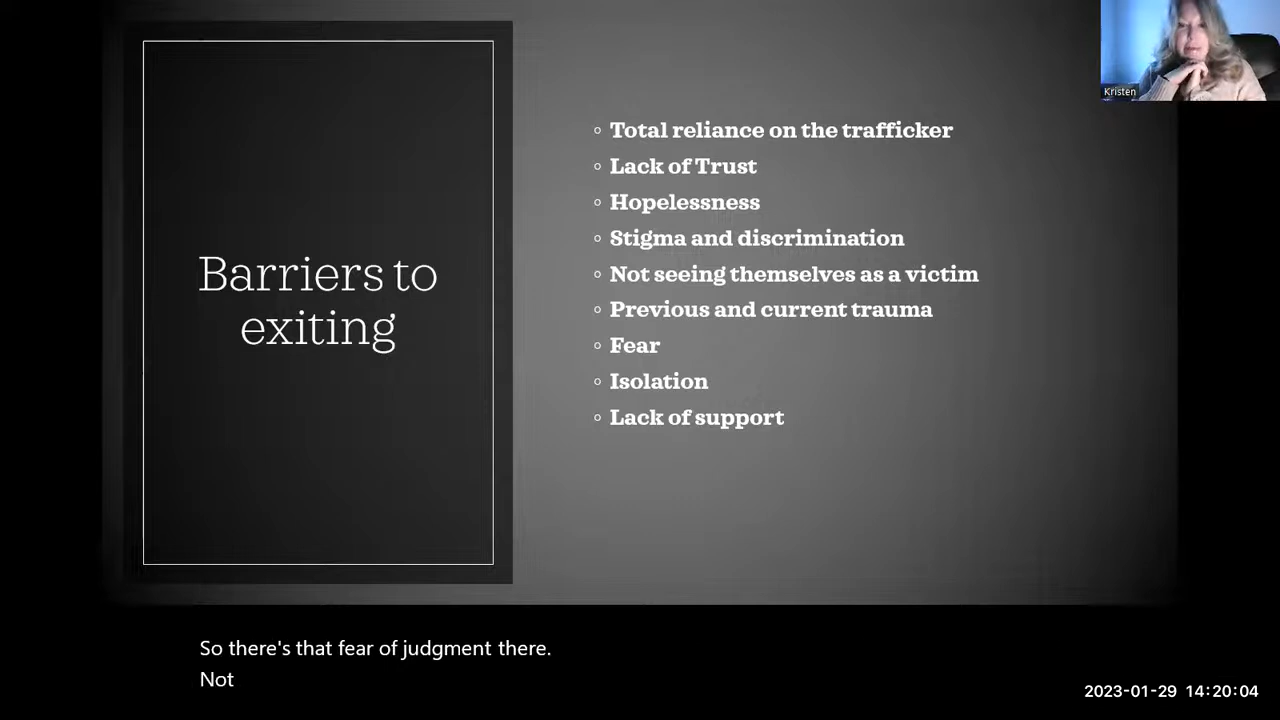 Barriers to
exiting
Total reliance on the trafficker
Lack of Trust
Hopelessness
Stigma and discrimination
Not seeing themselves as a victim
Previous and current trauma
Fear
Isolation
Lack of support
Kristen
So there's that fear of judgment there.
Not
2023-01-29 14:20:04